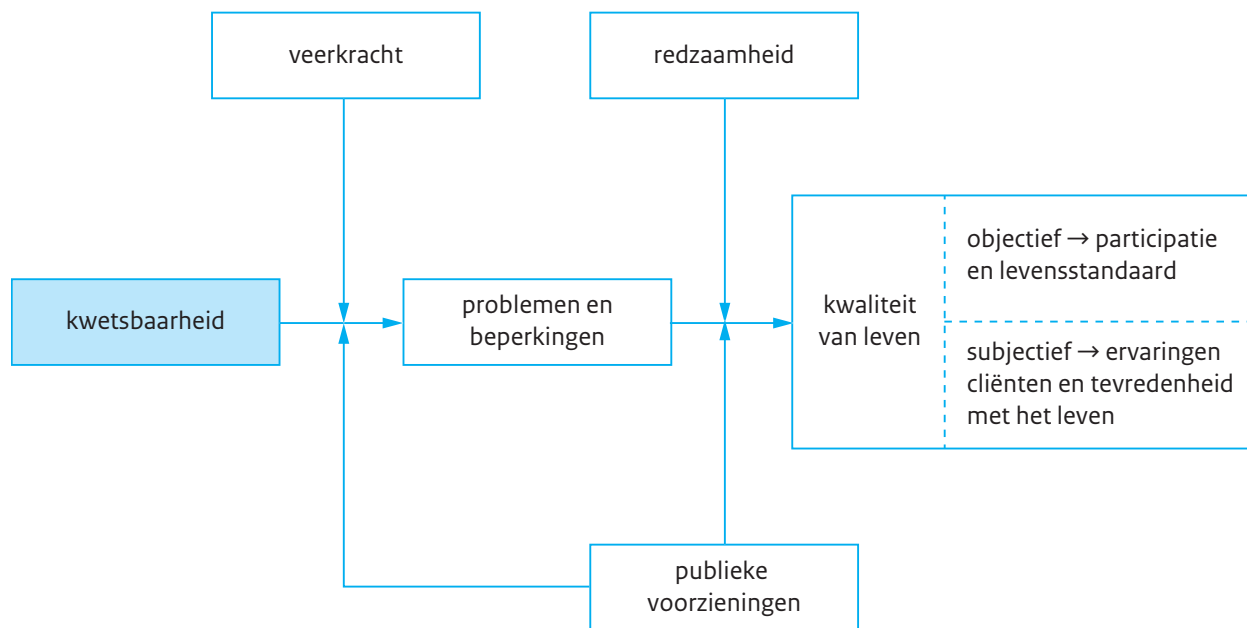 veerkracht
redzaamheid
kwetsbaarheid
problemen en
beperkingen
kwaliteit
van leven
objectief → participatie
en levensstandaard
subjectief → ervaringen
cliënten en tevredenheid
met het leven
publieke
voorzieningen